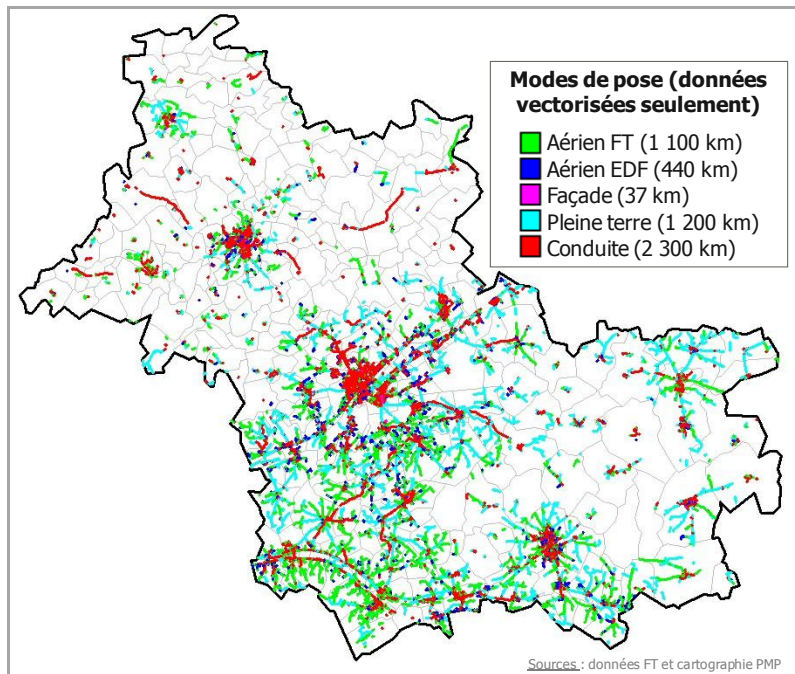 Modes de pose (données
vectorisées seulement)
Aérien FT (1 100 km)
Aérien EDF (440 km)
Façade (37 km)
Pleine terre (1 200 km)
Conduite (2 300 km)
Sources : données FT et cartographie PMP